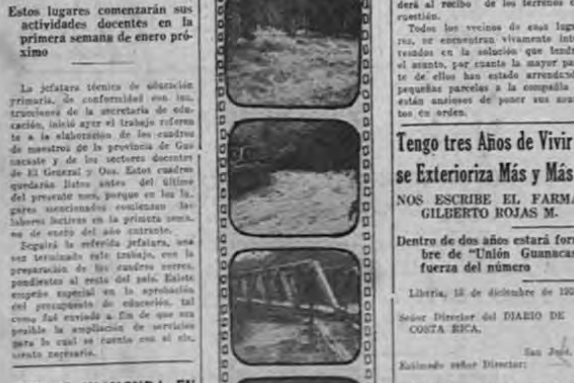 Estos lugares comenzarán sus
actividades docentes en la
primera semana de enero pró-
ximo
La jefatura técnica de educación
primaria, de conformidad con ins-
trucciones de la secretaría de edu-
cación, inició ayer el trabajo referen
te a la elaboración de los cuadros
de maestros de la provincia de Gua
nacaste y de los sectores docentes
de El General y Osa. Estos cuadros
quedarán listos antes del último
del presente mes, porque en los lu-
gares mencionados comienzan las
labores lectivas en la primera sema-
na de enero del año entrante.
Seguirá la referida jefatura, una
vez terminado este trabajo, con la
preparación de los cuadros corres-
pondientes al resto del país. Existe
empeño especial en la aprobación
del presupuesto de educación, tal
como fué enviado a fin de que sea
posible la ampliación de servicios
para lo cual se cuenta con el
miento necesario.
derá al recibo de los terrenos
cuestión.
Todos los vecinos de esos luga-
res, se encuentran vivamente inte
resados en la solución que tendrá
el asunto, por cuanto la mayor par
te de ellos han estado arrendando
pequeñas parcelas a la compañía
están ansiosos de poner sus asun
tos en orden.
Tengo tres Años de Vivir
se Exterioriza Más y Más
NOS ESCRIBE EL FARMA
GILBERTO ROJAS M.
Dentro de dos años estará for
bre de "Unión Guanacas
fuerza del número
Liberia, 18 de diciembre de 193
Señor Director del DIARIO DE
COSTA RICA.
San José.
Estimado señor Director:
EN